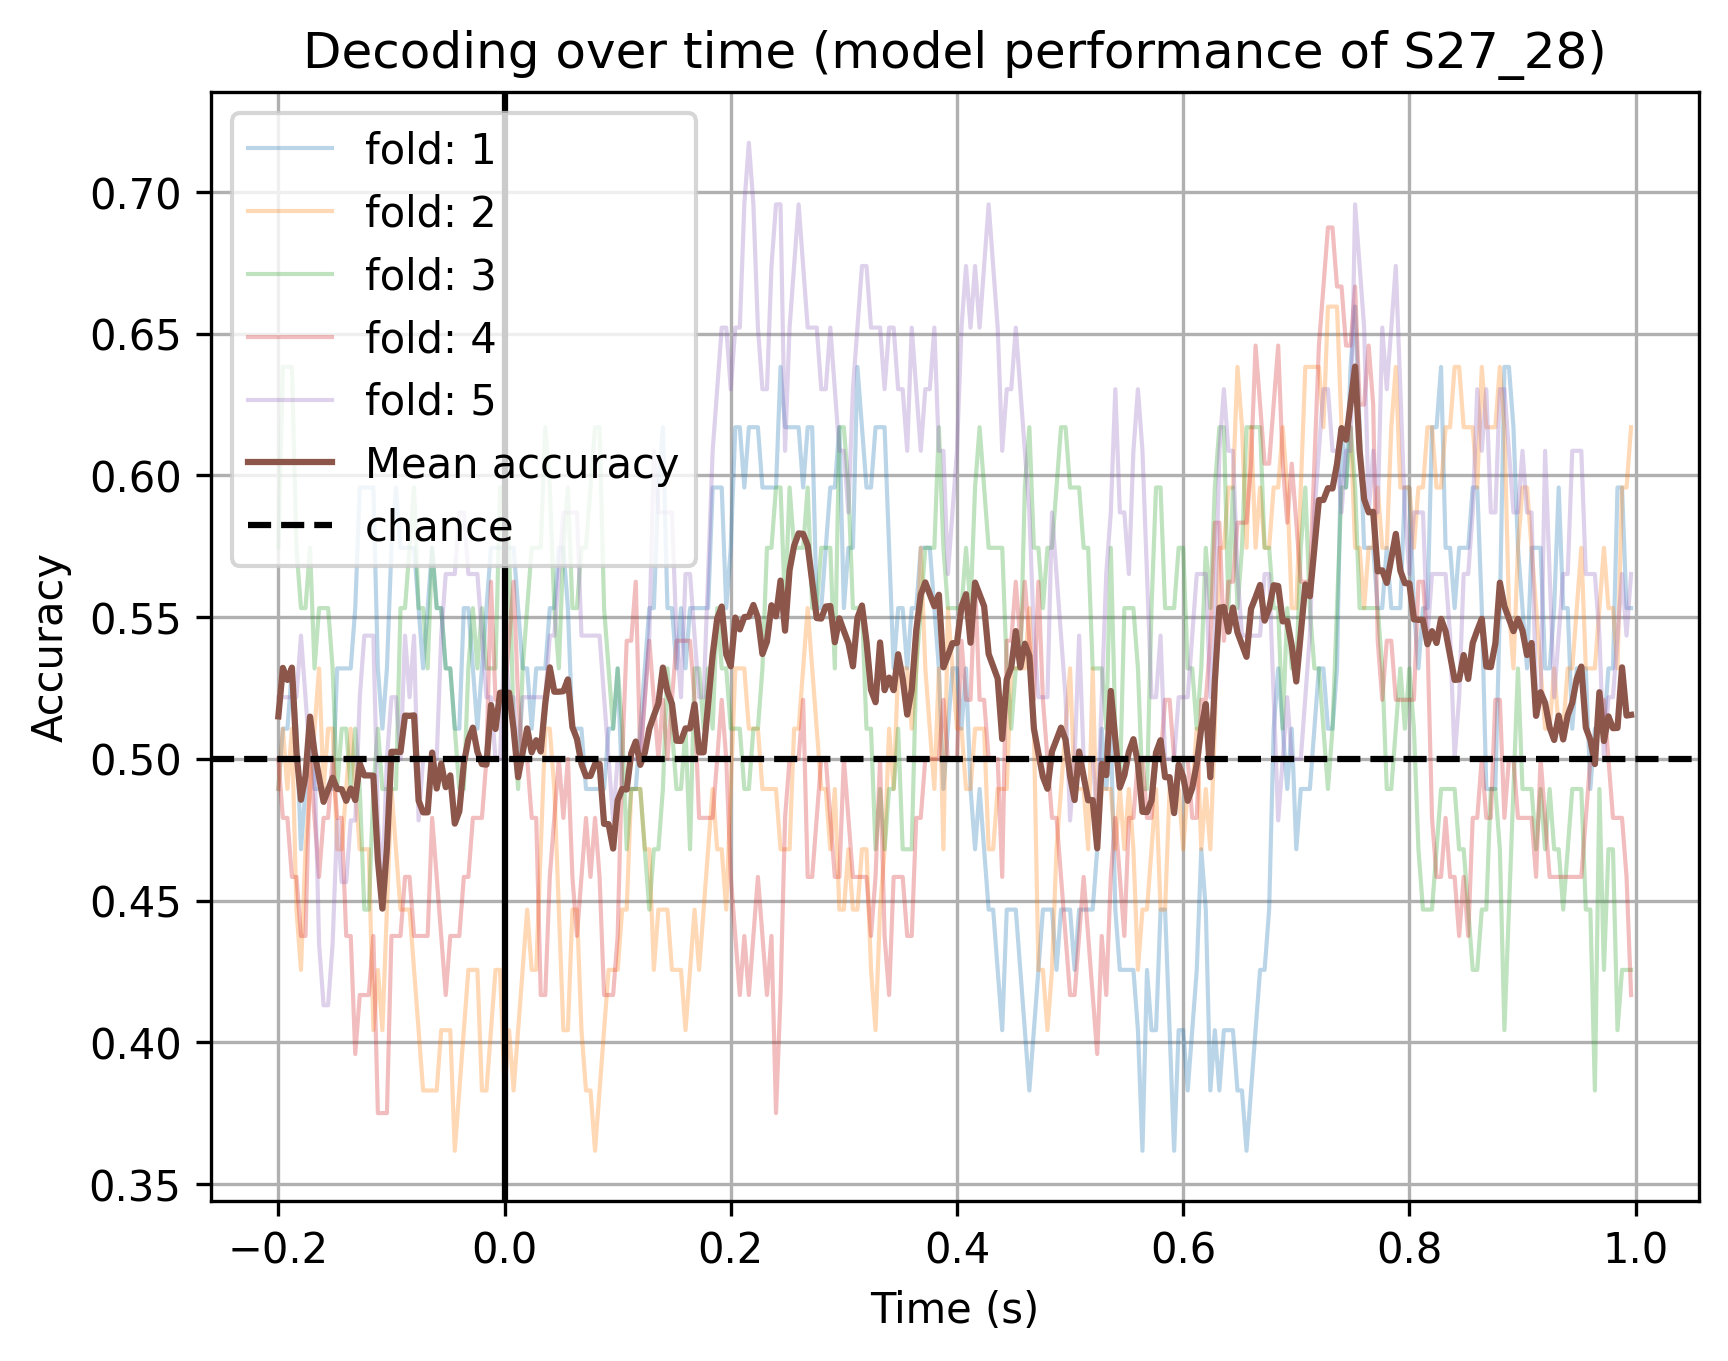 Decoding over time (model performance of S27_28)
fold: 1
fold: 2
fold: 3
fold: 4
fold: 5
Mean accuracy
chance
Accuracy
0.70
0.65
0.60
0.55
0.50
0.45
0.40
0.35
−0.2 0.0 0.2 0.4 0.6 0.8 1.0
Time (s)